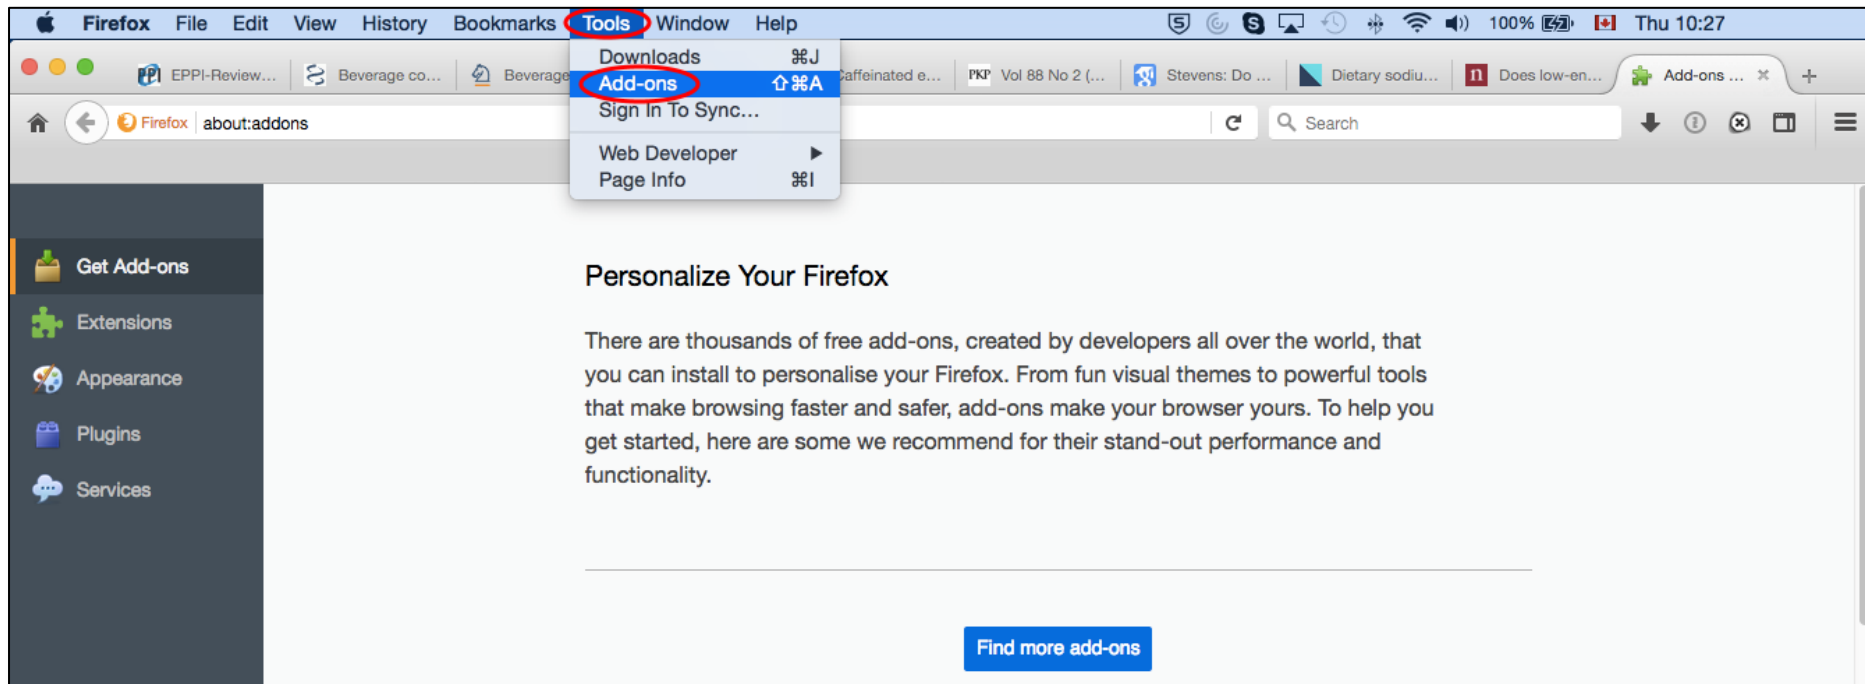 Firefox File Edit View History Bookmarks Tools Window Help 100% Thu 10:27
Downloads ⌘J
Add-ons ⇧⌘A
Sign In To Sync...
Web Developer ▶
Page Info ⌘I
EPPI-Review... Beverage co... Beverage Caffeinated e... PKP Vol 88 No 2 (... Stevens: Do ... Dietary sodiu... n Does low-en... Add-ons ... × +
Firefox about:addons Search
Get Add-ons
Extensions
Appearance
Plugins
Services
Personalize Your Firefox
There are thousands of free add-ons, created by developers all over the world, that
you can install to personalise your Firefox. From fun visual themes to powerful tools
that make browsing faster and safer, add-ons make your browser yours. To help you
get started, here are some we recommend for their stand-out performance and
functionality.
Find more add-ons